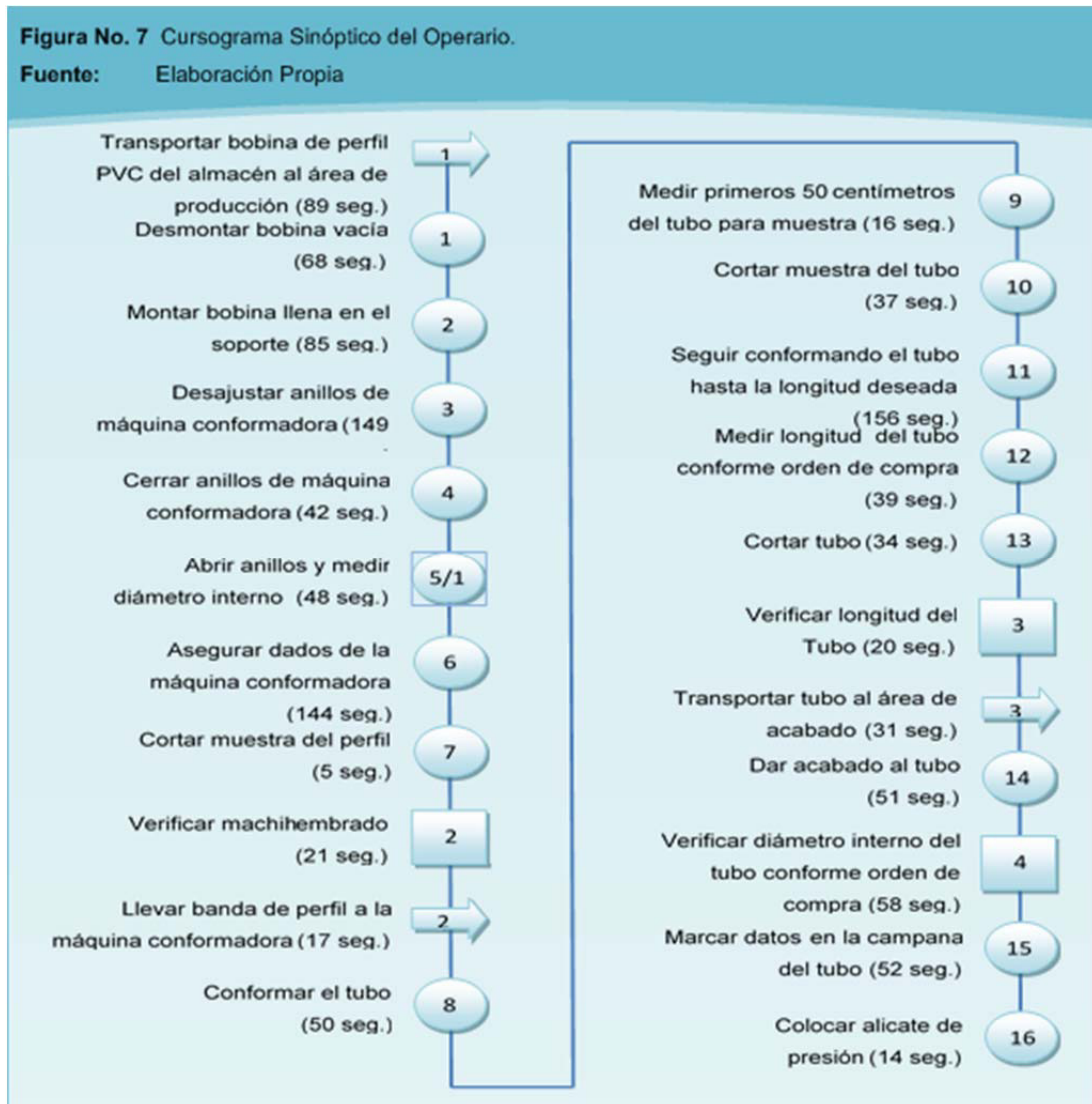 Figura No. 7 Cursograma Sinóptico del Operario.
Fuente: Elaboración Propia
Transportar bobina de perfil
PVC del almacén al área de
producción (89 seg.)
1
Desmontar bobina vacía
(68 seg.)
1
Montar bobina llena en el
soporte (85 seg.)
2
Desajustar anillos de
máquina conformadora (149
.
3
Cerrar anillos de máquina
conformadora (42 seg.)
4
Abrir anillos y medir
diámetro interno (48 seg.)
5/1
Asegurar dados de la
máquina conformadora
(144 seg.)
6
Cortar muestra del perfil
(5 seg.)
7
Verificar machihembrado
(21 seg.)
2
Llevar banda de perfil a la
máquina conformadora (17 seg.)
2
Conformar el tubo
(50 seg.)
8
Medir primeros 50 centímetros
del tubo para muestra (16 seg.)
9
Cortar muestra del tubo
(37 seg.)
10
Seguir conformando el tubo
hasta la longitud deseada
(156 seg.)
11
Medir longitud del tubo
conforme orden de compra
(39 seg.)
12
Cortar tubo (34 seg.)
13
Verificar longitud del
Tubo (20 seg.)
3
Transportar tubo al área de
acabado (31 seg.)
3
Dar acabado al tubo
(51 seg.)
14
Verificar diámetro interno del
tubo conforme orden de
compra (58 seg.)
4
Marcar datos en la campana
del tubo (52 seg.)
15
Colocar alicate de
presión (14 seg.)
16